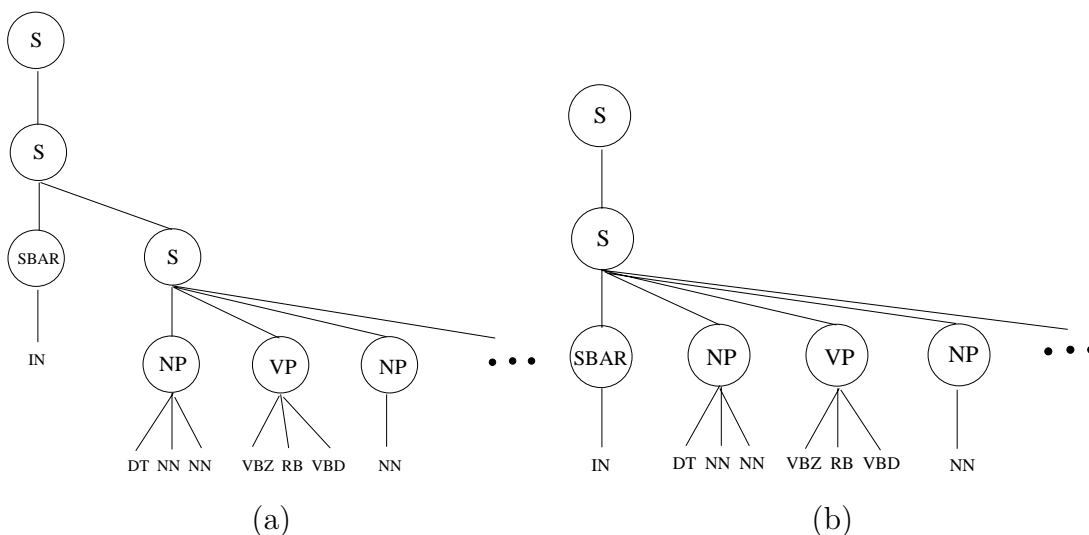 S
S
S
S
SBAR
S
IN
NP VP NP
SBAR NP VP NP
DT NN NN VBZ RB VBD NN
IN DT NN NN VBZ RB VBD NN
(a) (b)